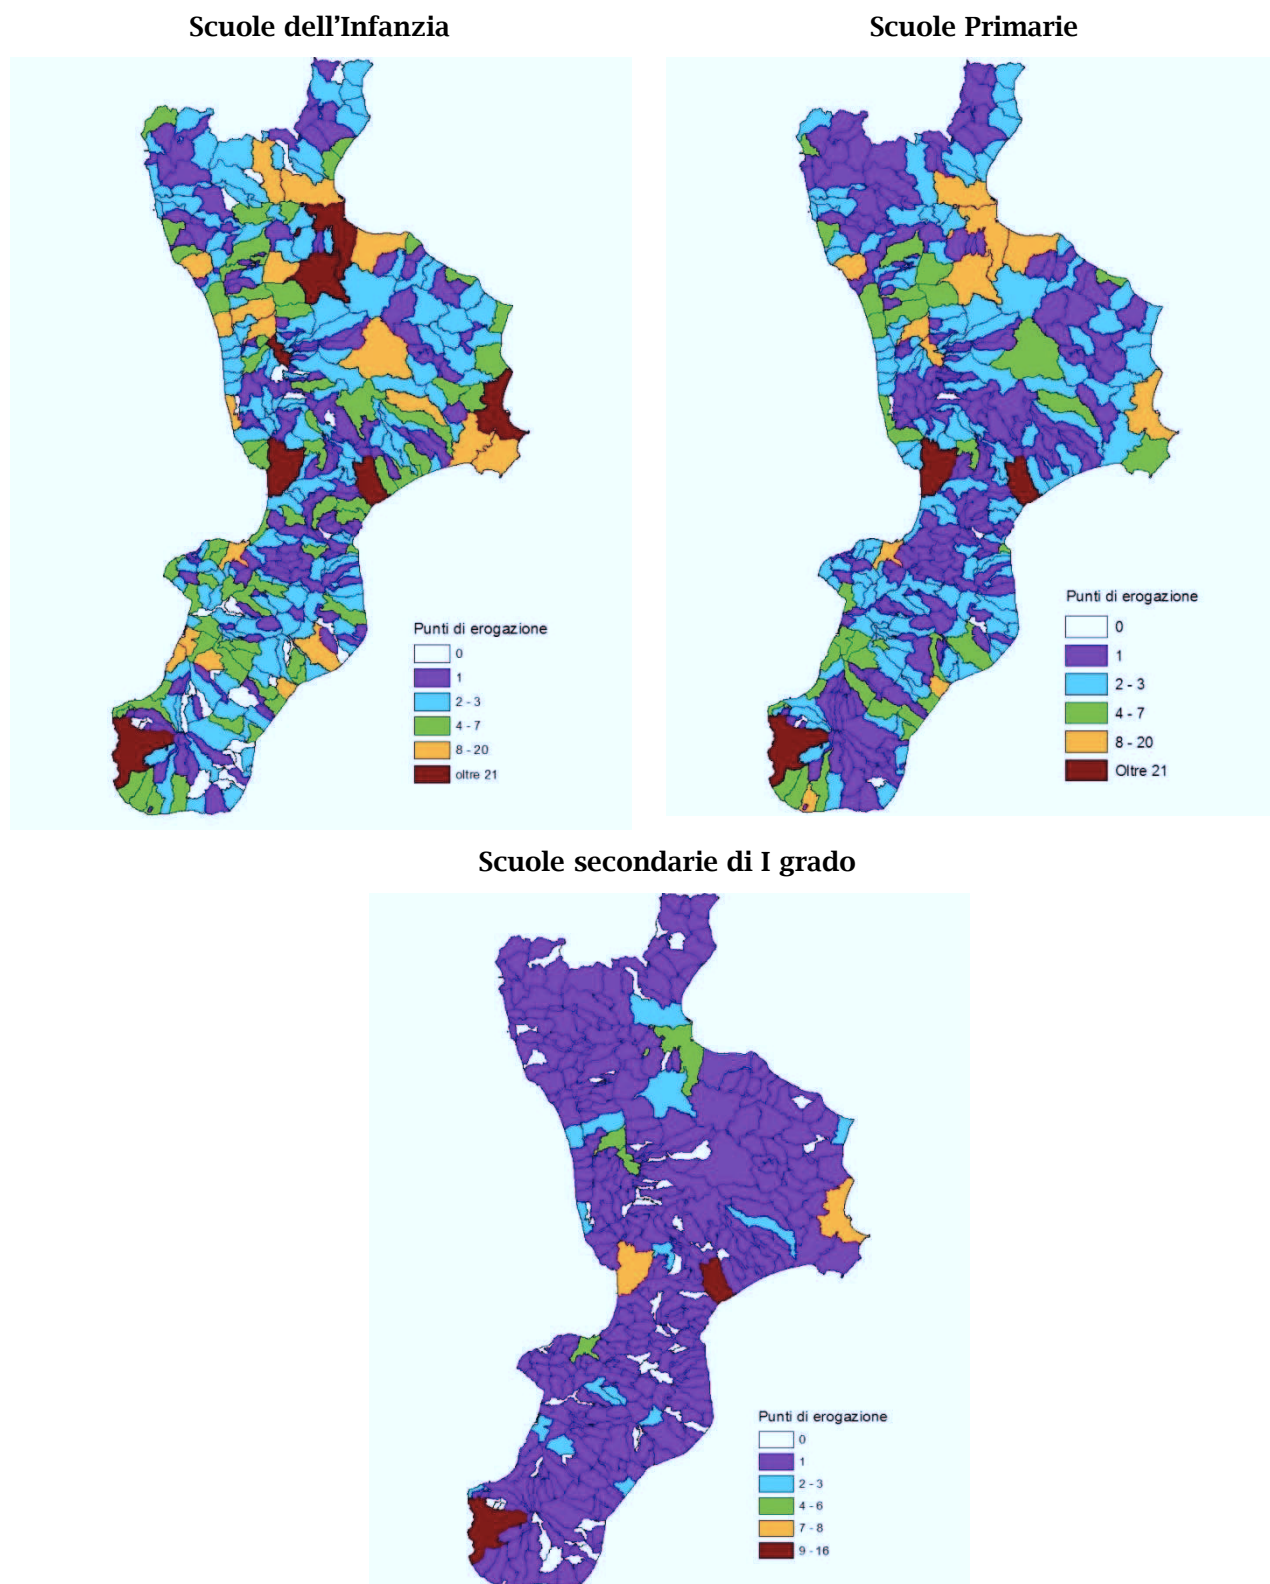 Scuole dell'Infanzia
Scuole Primarie
Punti di erogazione
0
1
2 - 3
4 - 7
8 - 20
oltre 21
Punti di erogazione
0
1
2 - 3
4 - 7
8 - 20
Oltre 21
Scuole secondarie di I grado
Punti di erogazione
0
1
2 - 3
4 - 6
7 - 8
9 - 16